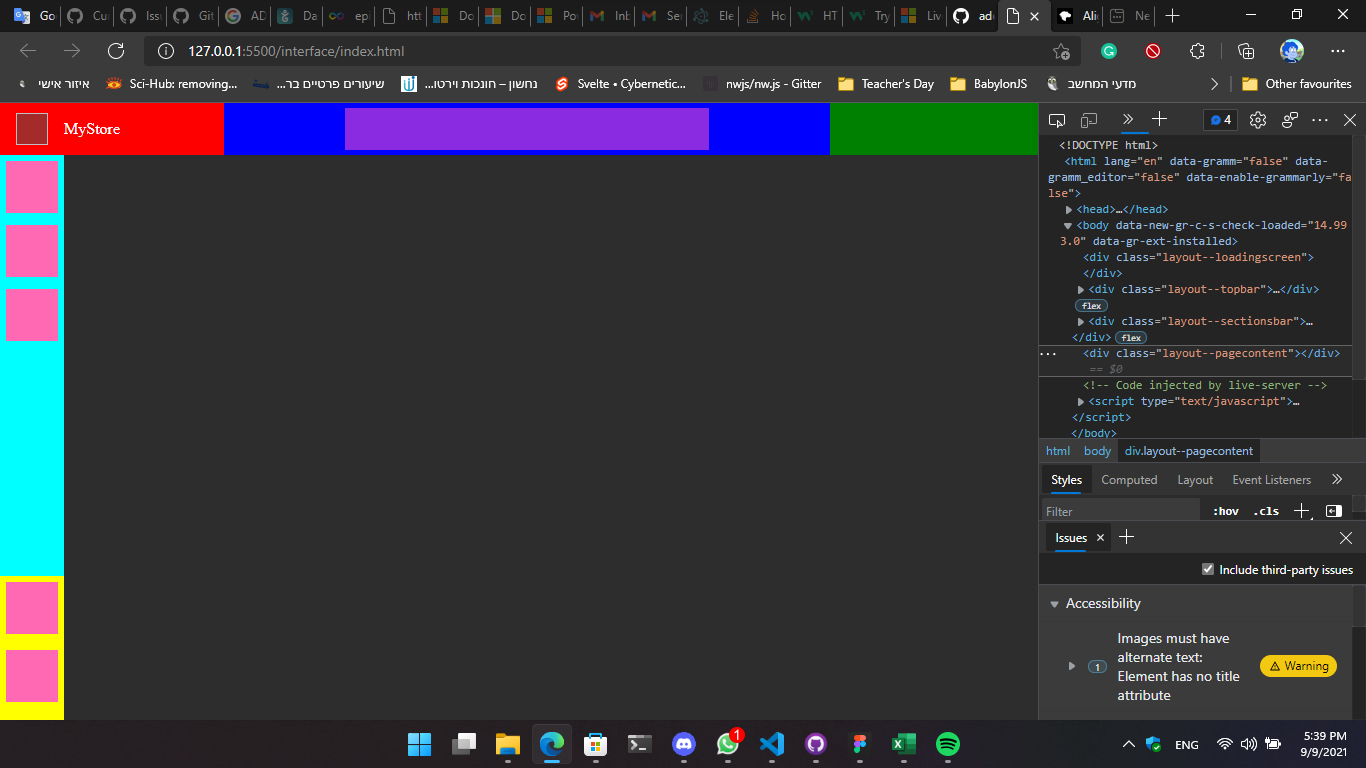 Go
Cu
Iss
Git
AD
Da
ep
htt
Do
Do
Po
Inb
Se
Ele
Ho
HT
Try
Liv
ad
Ali
Ne
127.0.0.1:5500/interface/index.html
איזור אישי
Sci-Hub: removing...
שיעורים פרטיים בר...
נחשון – חונכות וירטו...
Svelte • Cybernetic...
nwjs/nw.js - Gitter
Teacher's Day
BabylonJS
מדעי המחשב
Other favourites
MyStore
4
<!DOCTYPE html>
<html lang="en" data-gramm="false" data-
gramm_editor="false" data-enable-grammarly="fa
lse">
<head>…</head>
<body data-new-gr-c-s-check-loaded="14.99
3.0" data-gr-ext-installed>
<div class="layout--loadingscreen">
</div>
<div class="layout--topbar">…</div>
flex
<div class="layout--sectionsbar">…
</div> flex
<div class="layout--pagecontent"></div>
== $0
<!-- Code injected by live-server -->
<script type="text/javascript">…
</script>
</body>
html body div.layout--pagecontent
Styles Computed Layout Event Listeners
Filter :hov .cls
Issues
Include third-party issues
Accessibility
Images must have
alternate text:
Element has no title
attribute
1
Warning
1
ENG
5:39 PM
9/9/2021